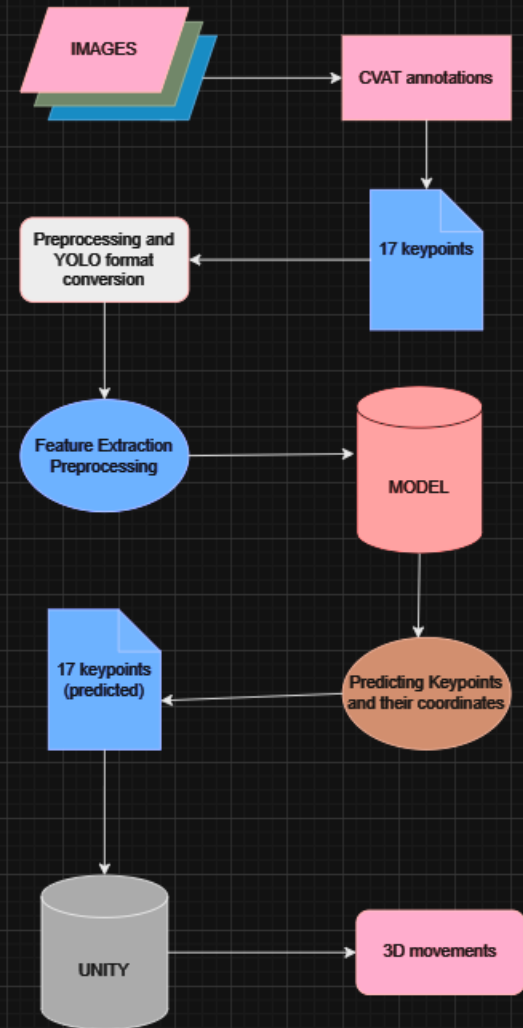 IMAGES
CVAT annotations
17 keypoints
Preprocessing and
YOLO format
conversion
Feature Extraction
Preprocessing
MODEL
Predicting Keypoints
and their coordinates
17 keypoints
(predicted)
UNITY
3D movements